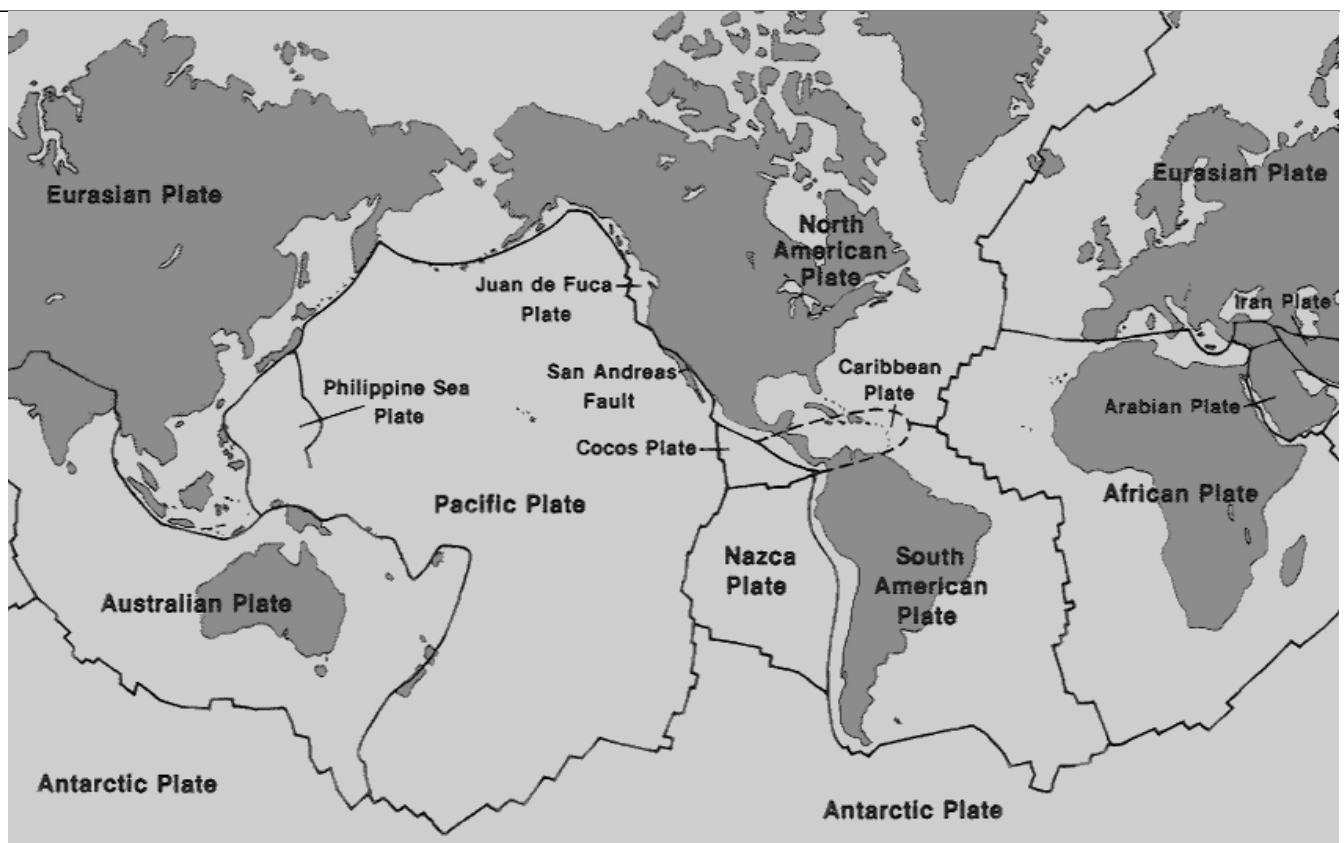 Eurasian Plate
Eurasian Plate
North
American
Plate
Juan de Fuca
Plate
Iran Plate
San Andreas
Fault
Caribbean
Plate
Philippine Sea
Plate
Arabian Plate
Cocos Plate
Pacific Plate
African Plate
Nazca
Plate
South
American
Plate
Australian Plate
Antarctic Plate
Antarctic Plate